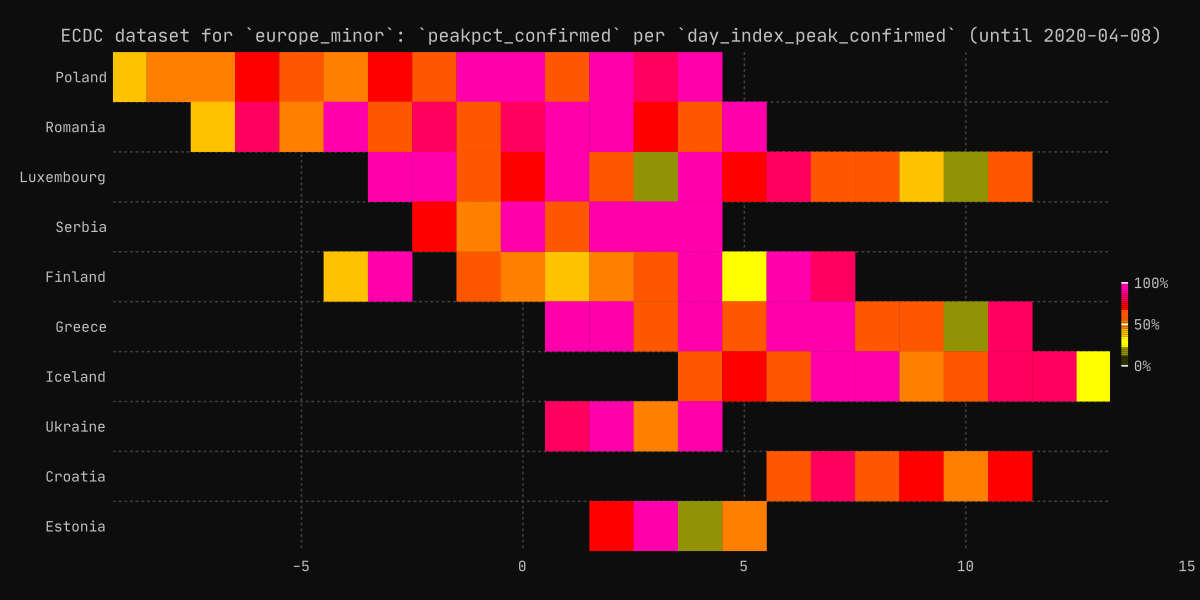 ECDC dataset for `europe_minor`: `peakpct_confirmed` per `day_index_peak_confirmed` (until 2020-04-08)
Poland
Romania
Luxembourg
Serbia
Finland
Greece
Iceland
Ukraine
Croatia
Estonia
100%
50%
0%
-5 0 5 10 15